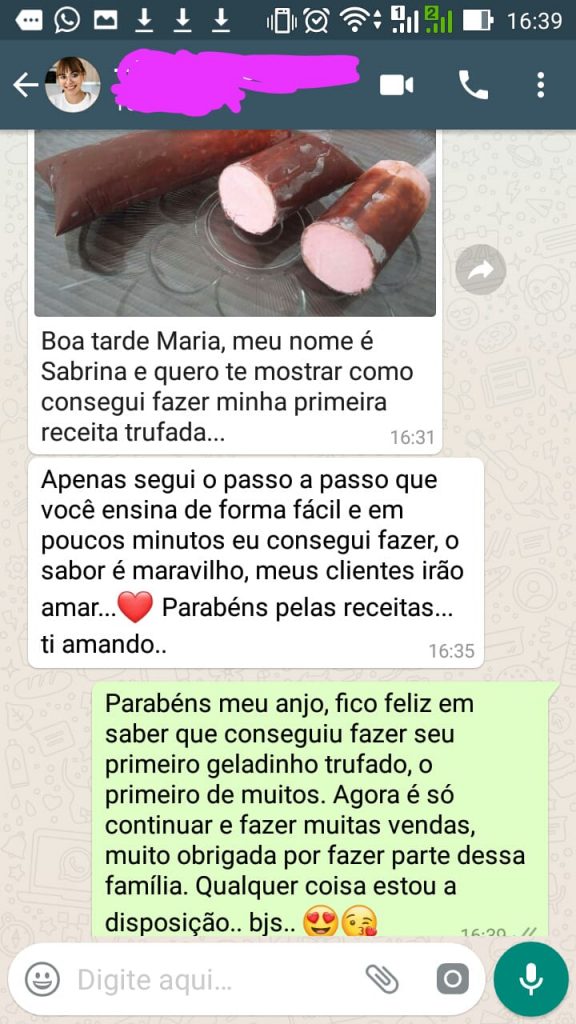 16:39
Boa tarde Maria, meu nome é
Sabrina e quero te mostrar como
consegui fazer minha primeira
receita trufada...
16:31
Apenas segui o passo a passo que
você ensina de forma fácil e em
poucos minutos eu consegui fazer, o
sabor é maravilho, meus clientes irão
amar...❤️ Parabéns pelas receitas...
ti amando..
16:35
Parabéns meu anjo, fico feliz em
saber que conseguiu fazer seu
primeiro geladinho trufado, o
primeiro de muitos. Agora é só
continuar e fazer muitas vendas,
muito obrigada por fazer parte dessa
família. Qualquer coisa estou a
disposição.. bjs.. 😍😘
16:39
Digite aqui...